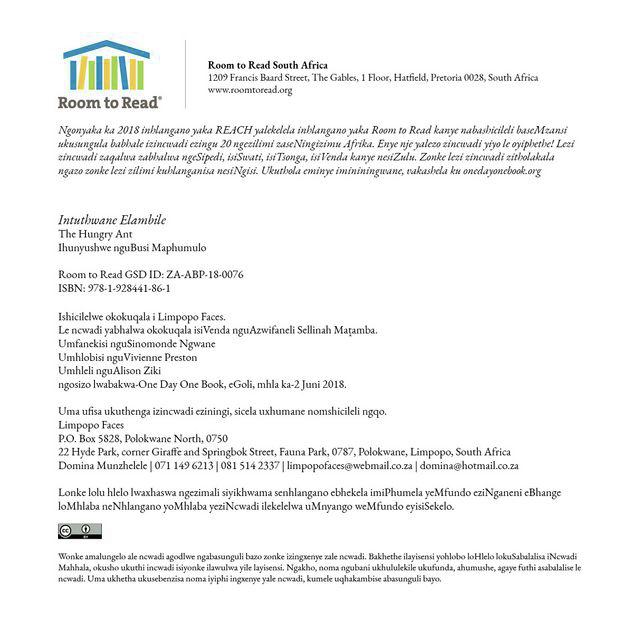 Room to Read®
Room to Read South Africa
1209 Francis Baard Street, The Gables, 1 Floor, Hatfield, Pretoria 0028, South Africa
www.roomtoread.org
Ngonyaka ka 2018 inhlangano yaka REACH yalekelela inhlangano yaka Room to Read kanye nabashicileli baseMzansi
ukusungula babhale izincwadi ezingu 20 ngezilimi zaseNingizimu Afrika. Enye nje yalezo zincwadi yiyo le oyiphethe! Lezi
zincwadi zaqalwa zabhalwa ngeSipedi, isiSwati, isiTsonga, isiVenda kanye nesiZulu. Zonke lezi zincwadi zitholakala
ngazo zonke lezi zilimi kuhlanganisa nesiNgisi. Ukuthola eminye imininingwane, vakashela ku onedayonebook.org
Intuthwane Elambile
The Hungry Ant
Ihunyushwe nguBusi Maphumulo
Room to Read GSD ID: ZA-ABP-18-0076
ISBN: 978-1-928441-86-1
Ishicilelwe okokuqala i Limpopo Faces.
Le ncwadi yabhalwa okokuqala isiVenda nguAzwifaneli Sellinah Maṱamba.
Umfanekisi nguSinomonde Ngwane
Umhlobisi nguVivienne Preston
Umhleli nguAlison Ziki
ngosizo lwabakwa-One Day One Book, eGoli, mhla ka-2 Juni 2018.
Uma ufisa ukuthenga izincwadi eziningi, sicela uxhumane nomshicileli ngqo.
Limpopo Faces
P.O. Box 5828, Polokwane North, 0750
22 Hyde Park, corner Giraffe and Springbok Street, Fauna Park, 0787, Polokwane, Limpopo, South Africa
Domina Munzhelele | 071 149 6213 | 081 514 2337 | limpopofaces@webmail.co.za | domina@hotmail.co.za
Lonke lolu hlelo lwaxhaswa ngezimali siyikhwama senhlangano ebhekela imiPhumela yeMfundo eziNganeni eBhange
loMhlaba neNhlangano yoMhlaba yeziNcwadi ilekelelwa uMnyango weMfundo eyisiSekelo.
cc BY
Wonke amalungelo ale ncwadi agodlwe ngabasunguli bazo zonke izingxenye zale ncwadi. Bakhethe ilayisensi yohlobo loHlelo lokuSabalalisa iNcwadi
Mahhala, okusho ukuthi incwadi isiyonke ilawulwa yile layisensi. Ngakho, noma ngubani ukhululekile ukufunda, ahumushe, agaye futhi asabalalise le
ncwadi. Uma ukhetha ukusebenzisa noma iyiphi ingxenye yale ncwadi, kumele uqhakambise abasunguli bayo.